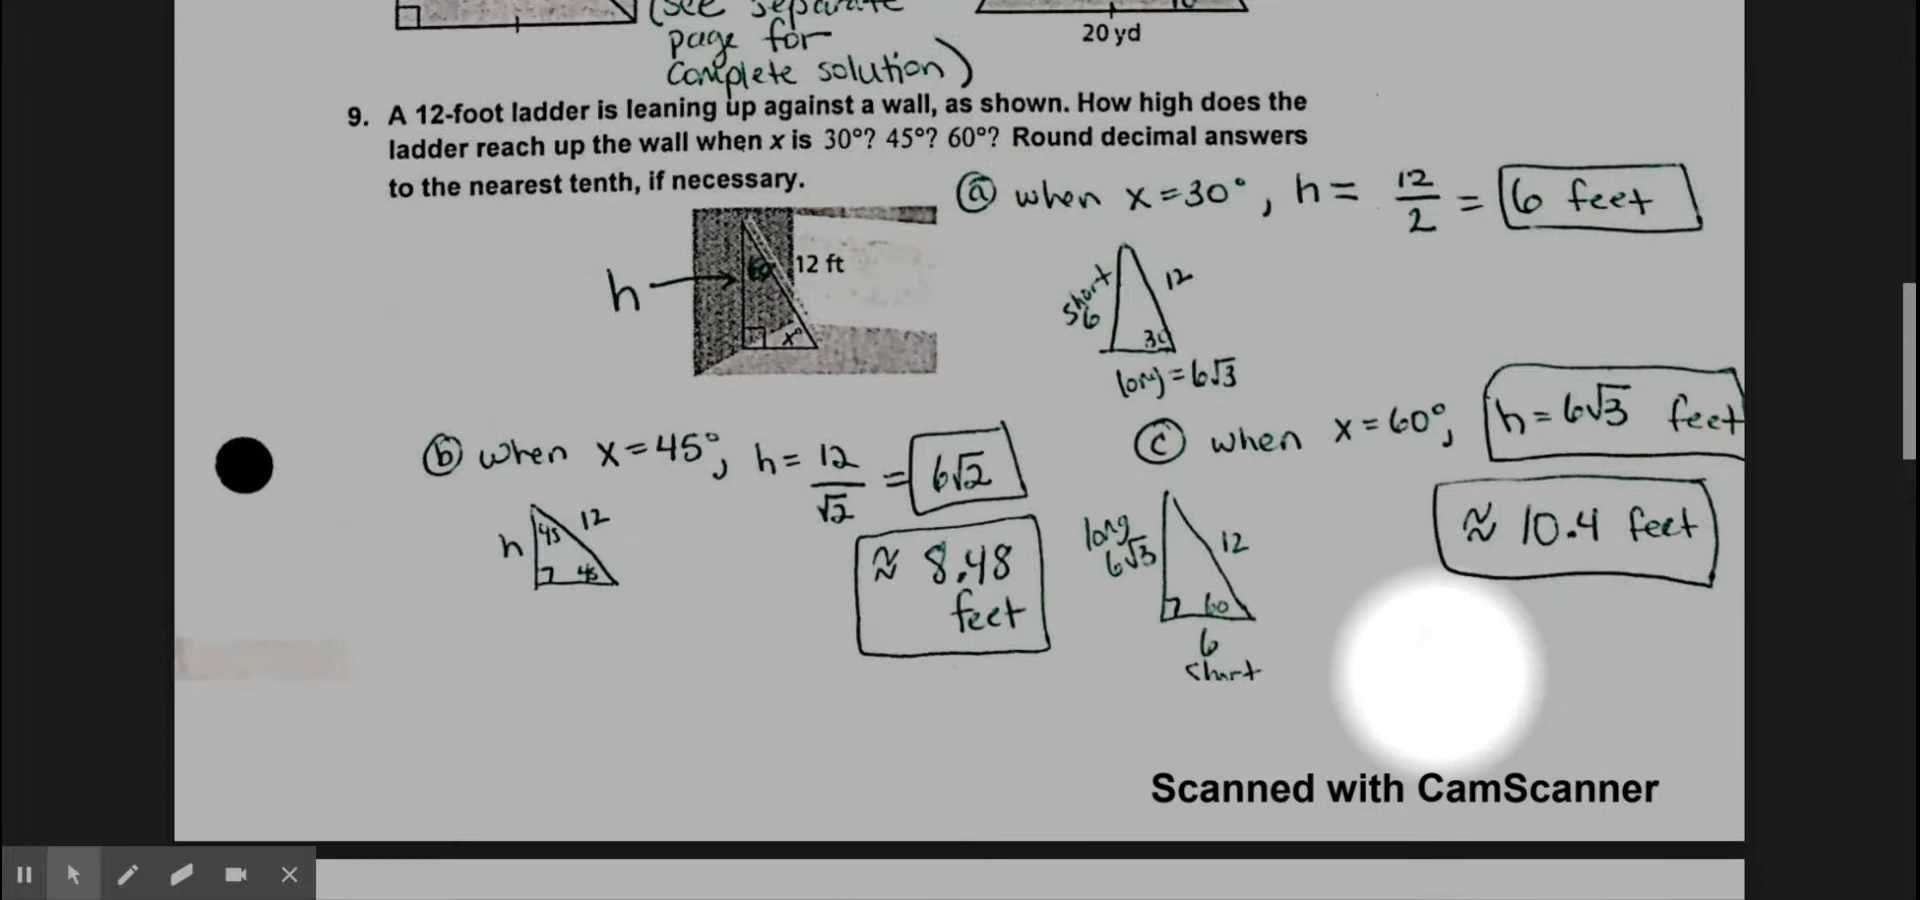 (see separate
page for
complete solution)
20 yd
9. A 12-foot ladder is leaning up against a wall, as shown. How high does the
ladder reach up the wall when x is 30°? 45°? 60°? Round decimal answers
to the nearest tenth, if necessary.
ⓐ when x=30°, h= 12/2 = 6 feet
h
60
12 ft
x°
short
6
12
30
long=6√3
ⓑ when x=45°, h= 12/√2 = 6√2
≈ 8.48
feet
h
45
12
45
ⓒ when x=60°, h=6√3 feet
≈ 10.4 feet
long
6√3
12
60
6
short
Scanned with CamScanner